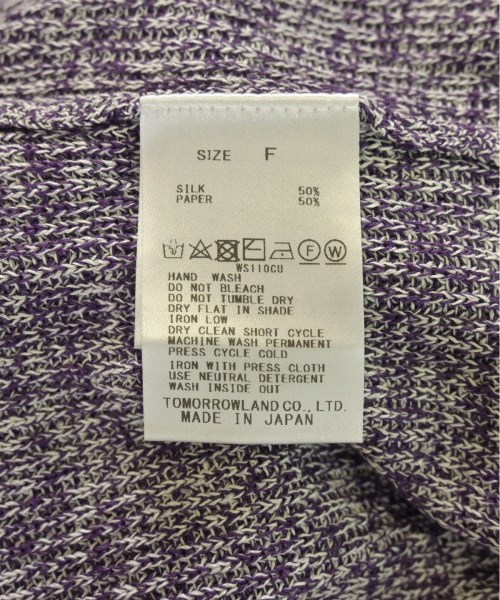 SIZE F
SILK 50%
PAPER 50%
F W
WS110CU
HAND WASH
DO NOT BLEACH
DO NOT TUMBLE DRY
DRY FLAT IN SHADE
IRON LOW
DRY CLEAN SHORT CYCLE
MACHINE WASH PERMANENT
PRESS CYCLE COLD
IRON WITH PRESS CLOTH
USE NEUTRAL DETERGENT
WASH INSIDE OUT
TOMORROWLAND CO., LTD.
MADE IN JAPAN